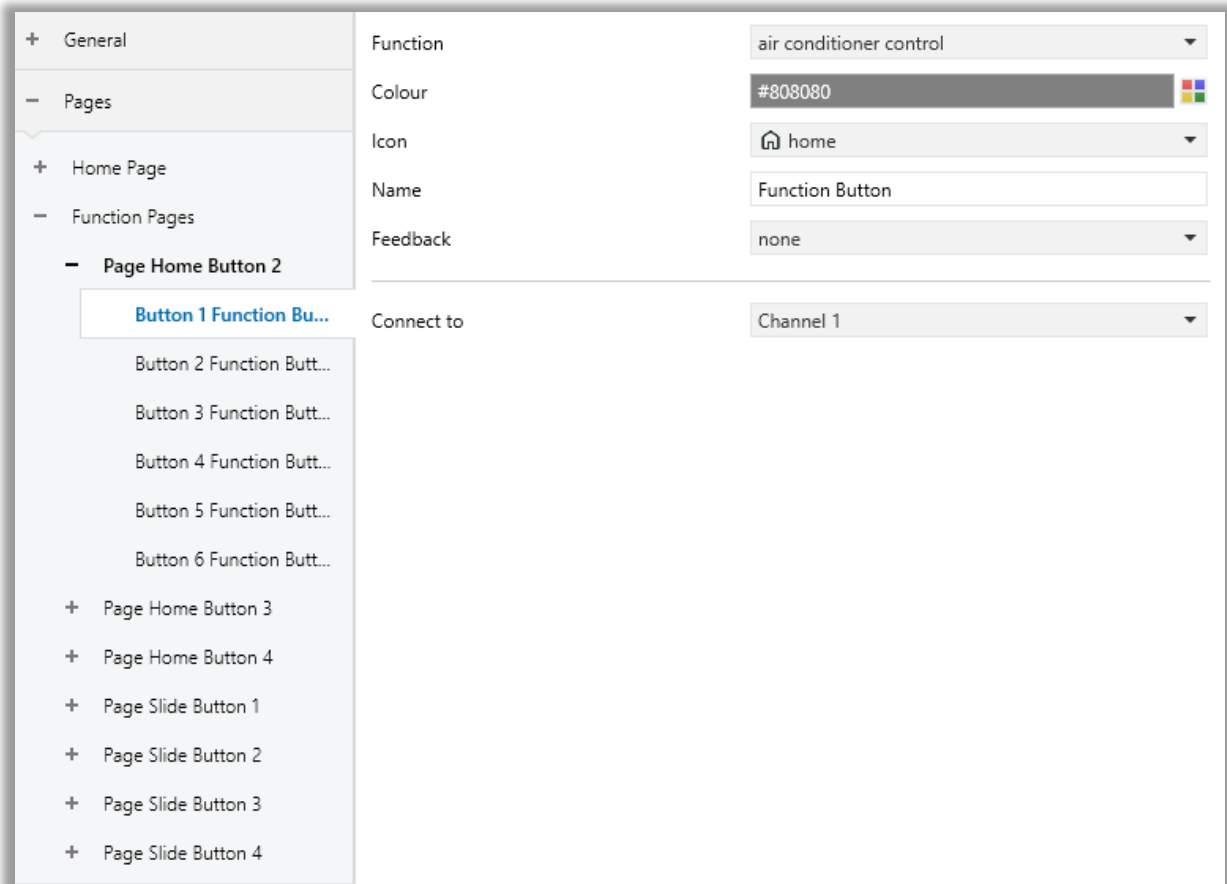 General
Pages
Home Page
Function Pages
Page Home Button 2
Button 1 Function Bu...
Button 2 Function Butt...
Button 3 Function Butt...
Button 4 Function Butt...
Button 5 Function Butt...
Button 6 Function Butt...
Page Home Button 3
Page Home Button 4
Page Slide Button 1
Page Slide Button 2
Page Slide Button 3
Page Slide Button 4
Function air conditioner control
Colour #808080
Icon home
Name Function Button
Feedback none
Connect to Channel 1